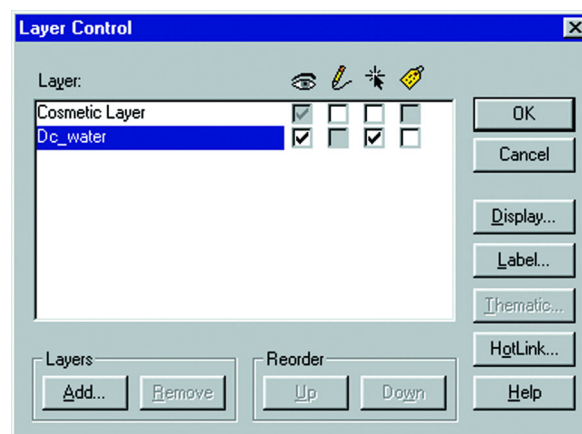 Layer Control
Layer:
Cosmetic Layer
Dc_water
OK
Cancel
Display...
Label...
Thematic...
HotLink...
Help
Layers
Add...
Remove
Reorder
Up
Down